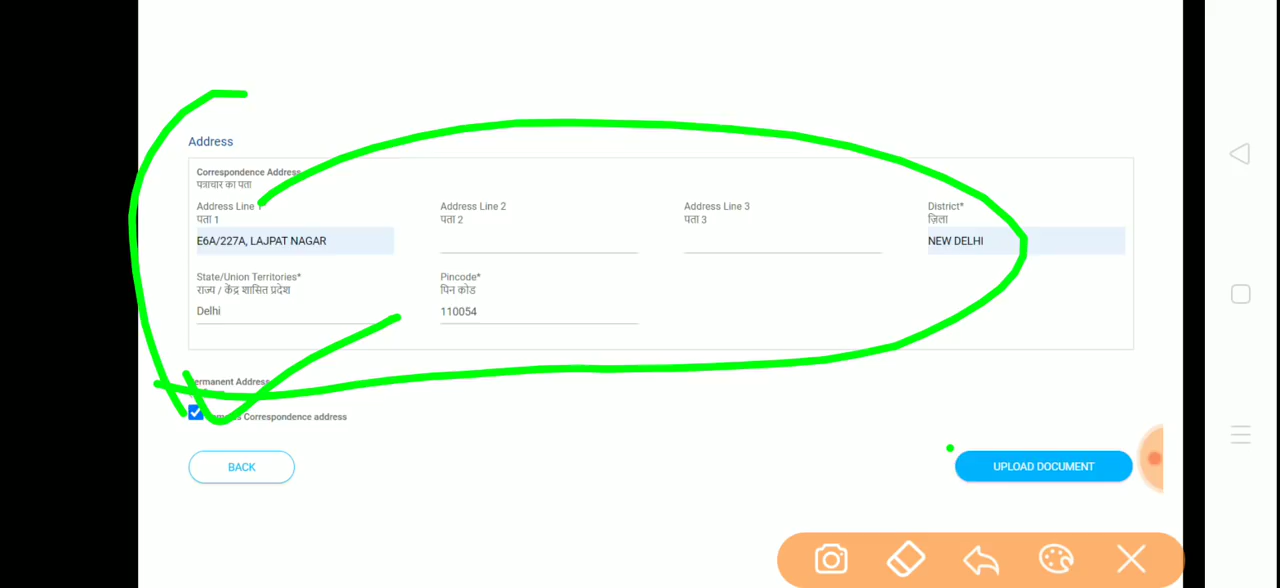 Address
Correspondence Address
पत्राचार का पता
Address Line 1
पता 1
Address Line 2
पता 2
Address Line 3
पता 3
District*
ज़िला
E6A/227A, LAJPAT NAGAR
NEW DELHI
State/Union Territories*
राज्य / केंद्र शासित प्रदेश
Pincode*
पिन कोड
Delhi
110054
Permanent Address
Correspondence address
BACK
UPLOAD DOCUMENT